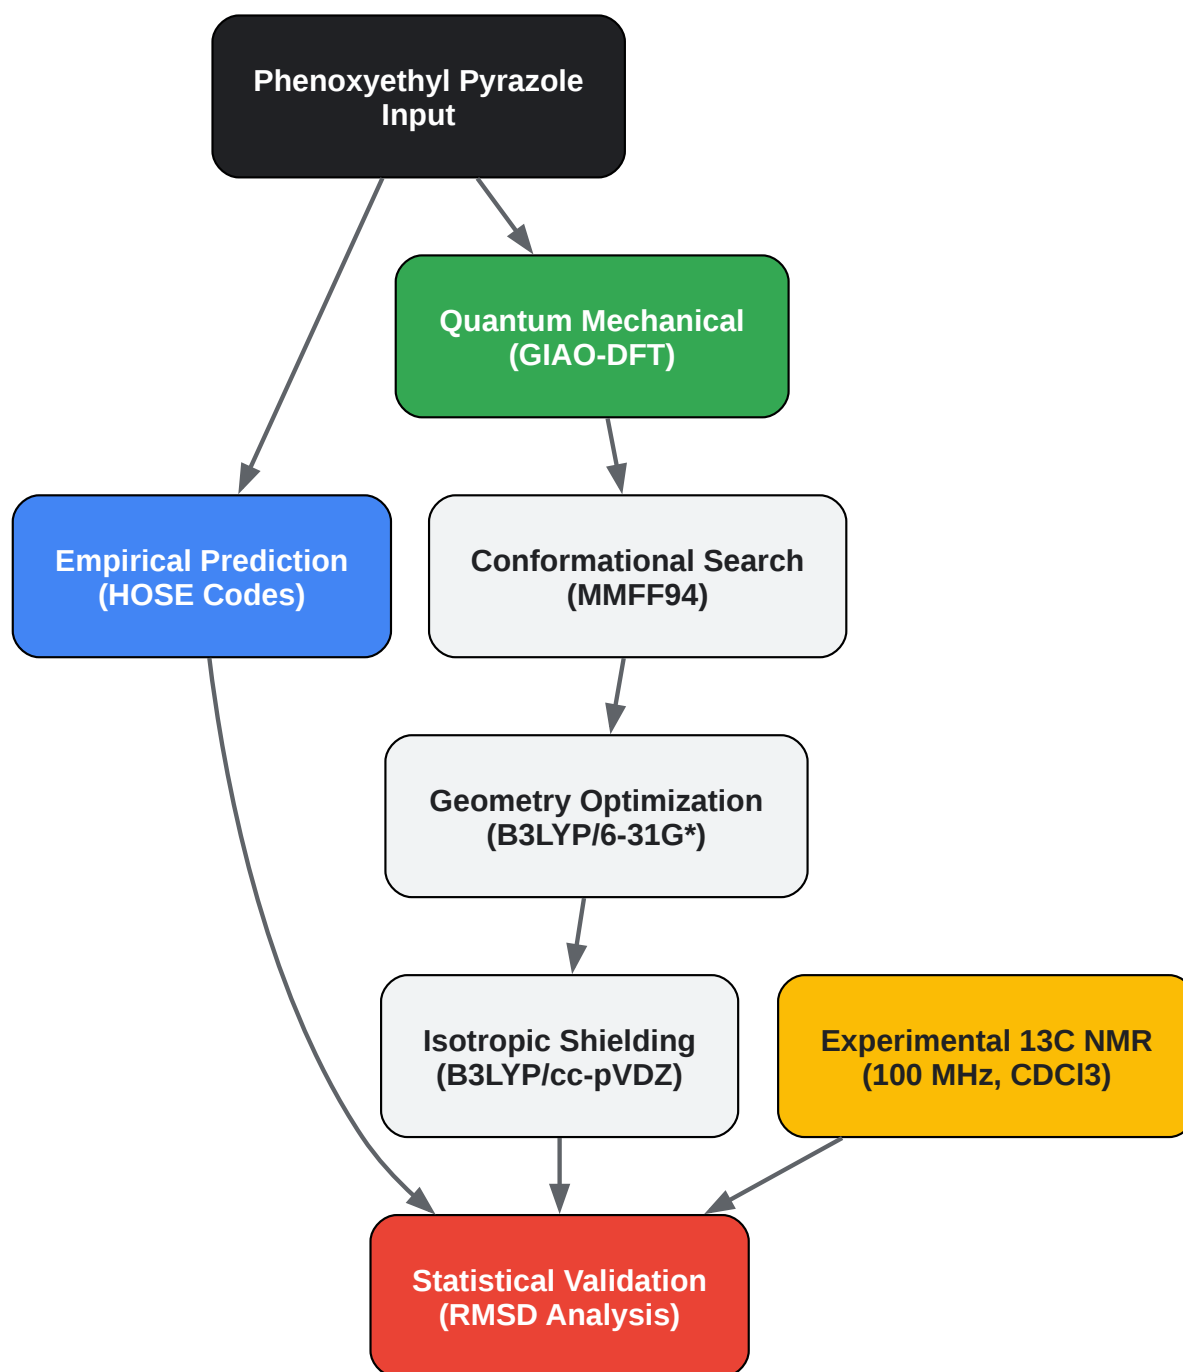 Phenoxyethyl Pyrazole
Input
Quantum Mechanical
(GIAO-DFT)
Empirical Prediction
(HOSE Codes)
Conformational Search
(MMFF94)
Geometry Optimization
(B3LYP/6-31G*)
Isotropic Shielding
(B3LYP/cc-pVDZ)
Experimental 13C NMR
(100 MHz, CDCl3)
Statistical Validation
(RMSD Analysis)